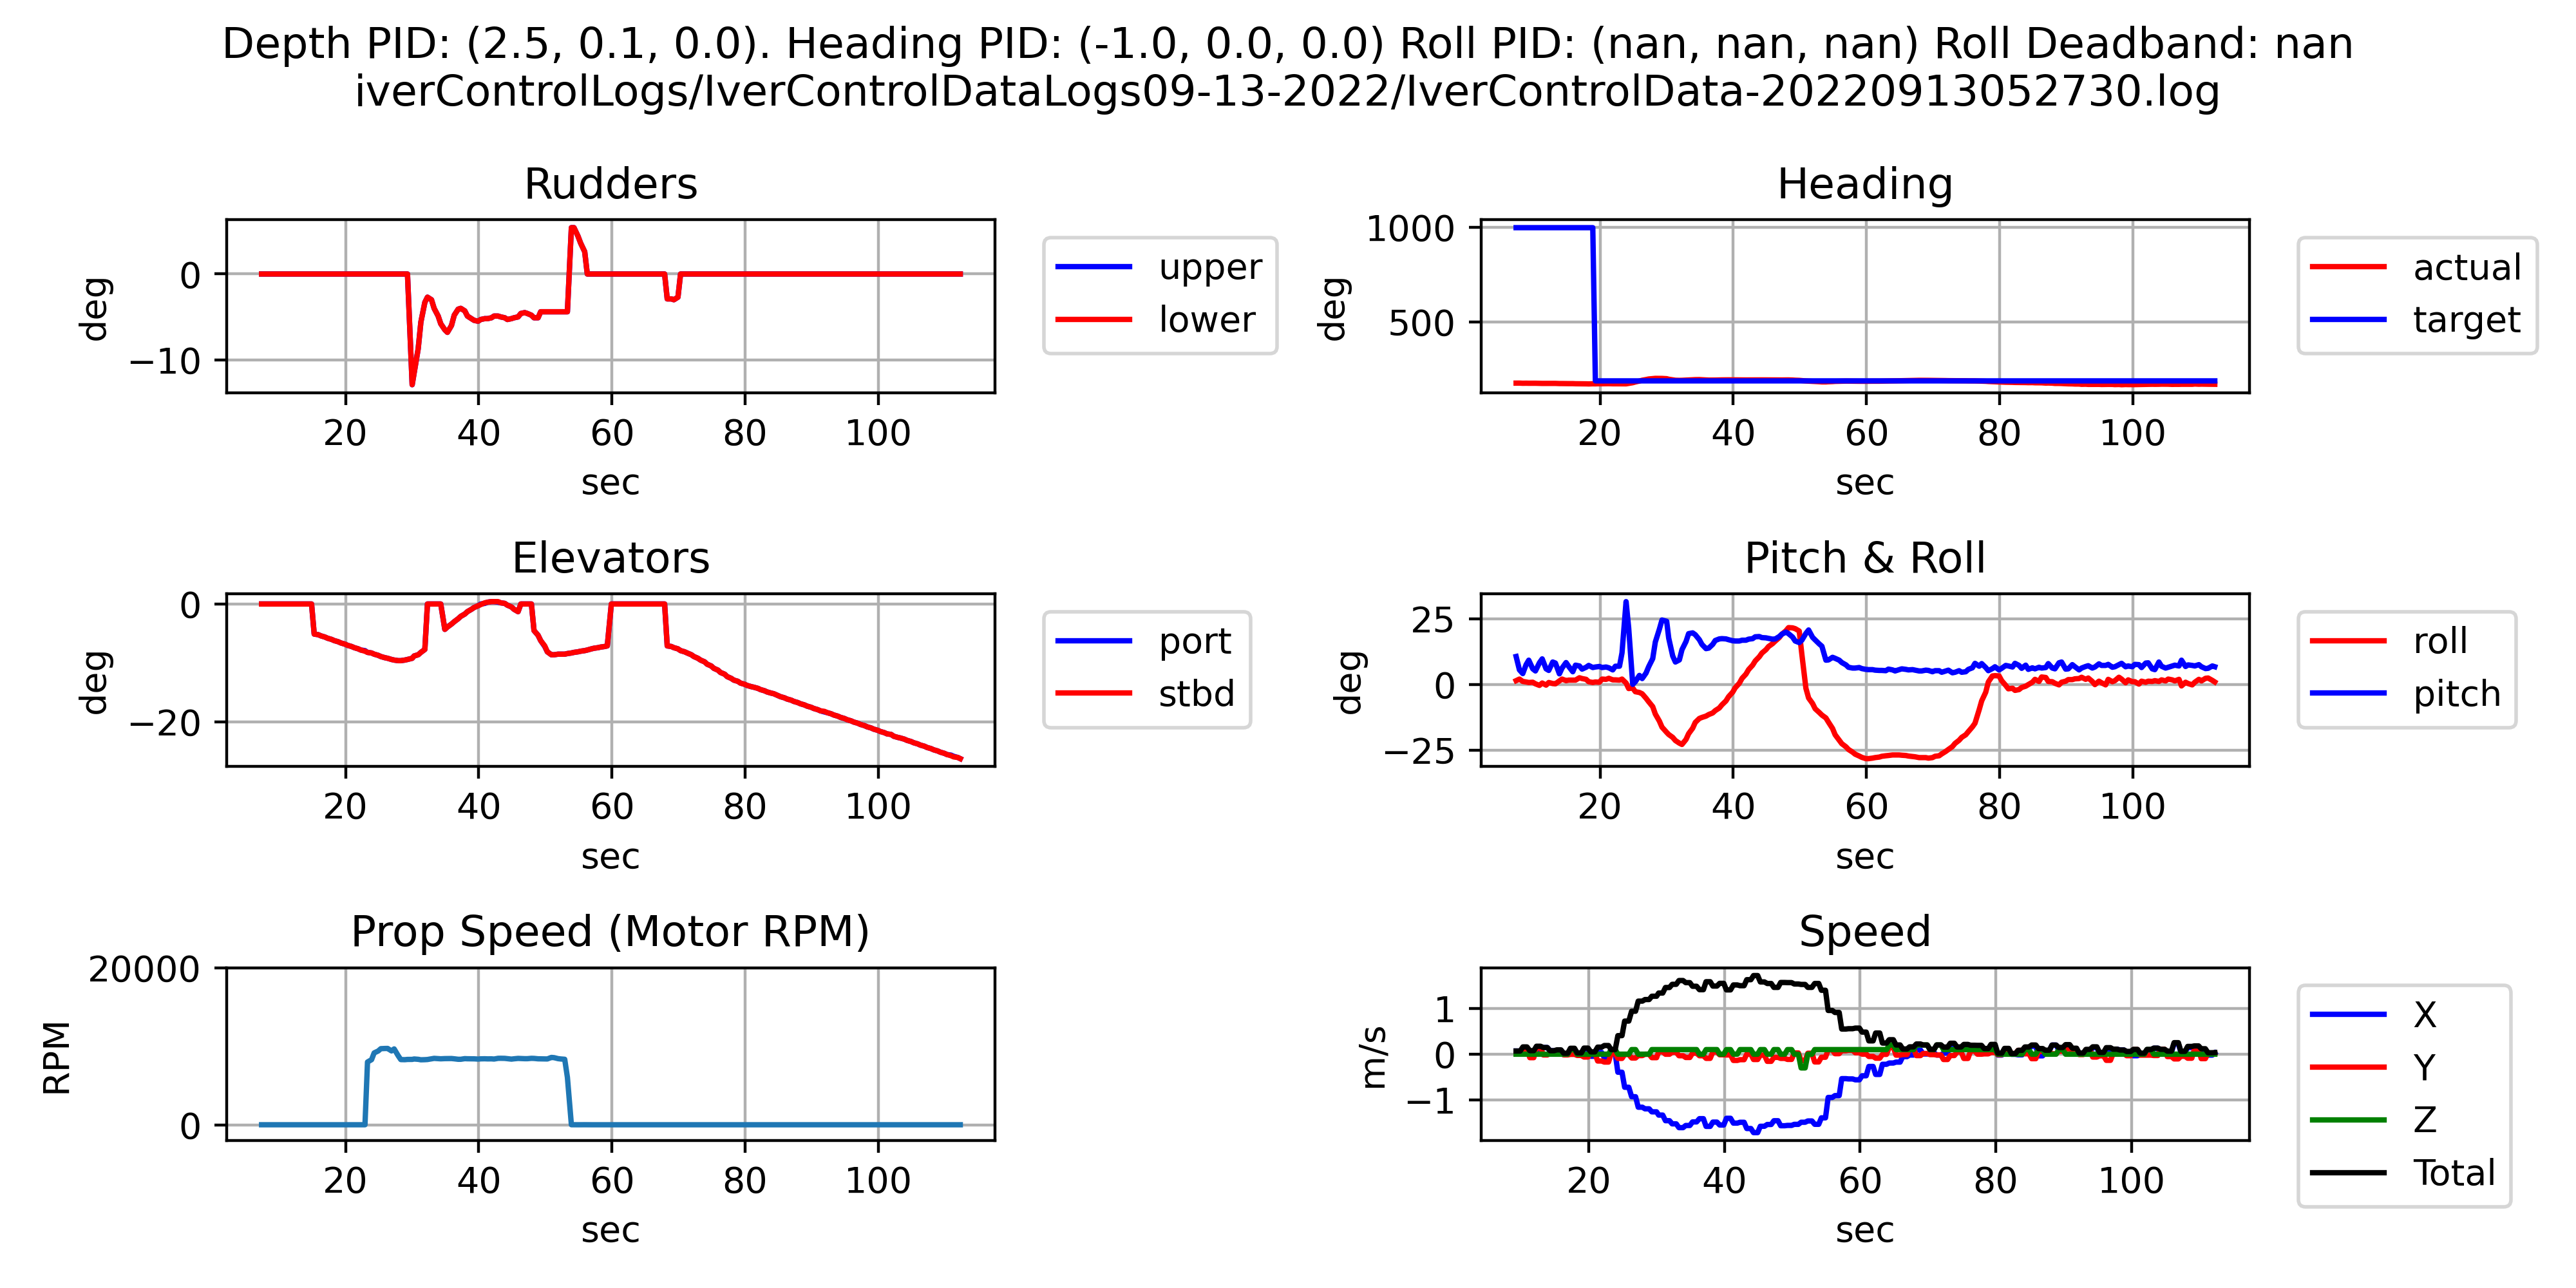 Depth PID: (2.5, 0.1, 0.0). Heading PID: (-1.0, 0.0, 0.0) Roll PID: (nan, nan, nan) Roll Deadband: nan
iverControlLogs/IverControlDataLogs09-13-2022/IverControlData-20220913052730.log
Rudders
deg
0
−10
20 40 60 80 100
sec
upper
lower
Heading
deg
1000
500
20 40 60 80 100
sec
actual
target
Elevators
deg
0
−20
20 40 60 80 100
sec
port
stbd
Pitch & Roll
deg
25
0
−25
20 40 60 80 100
sec
roll
pitch
Prop Speed (Motor RPM)
RPM
20000
0
20 40 60 80 100
sec
Speed
m/s
1
0
−1
20 40 60 80 100
sec
X
Y
Z
Total